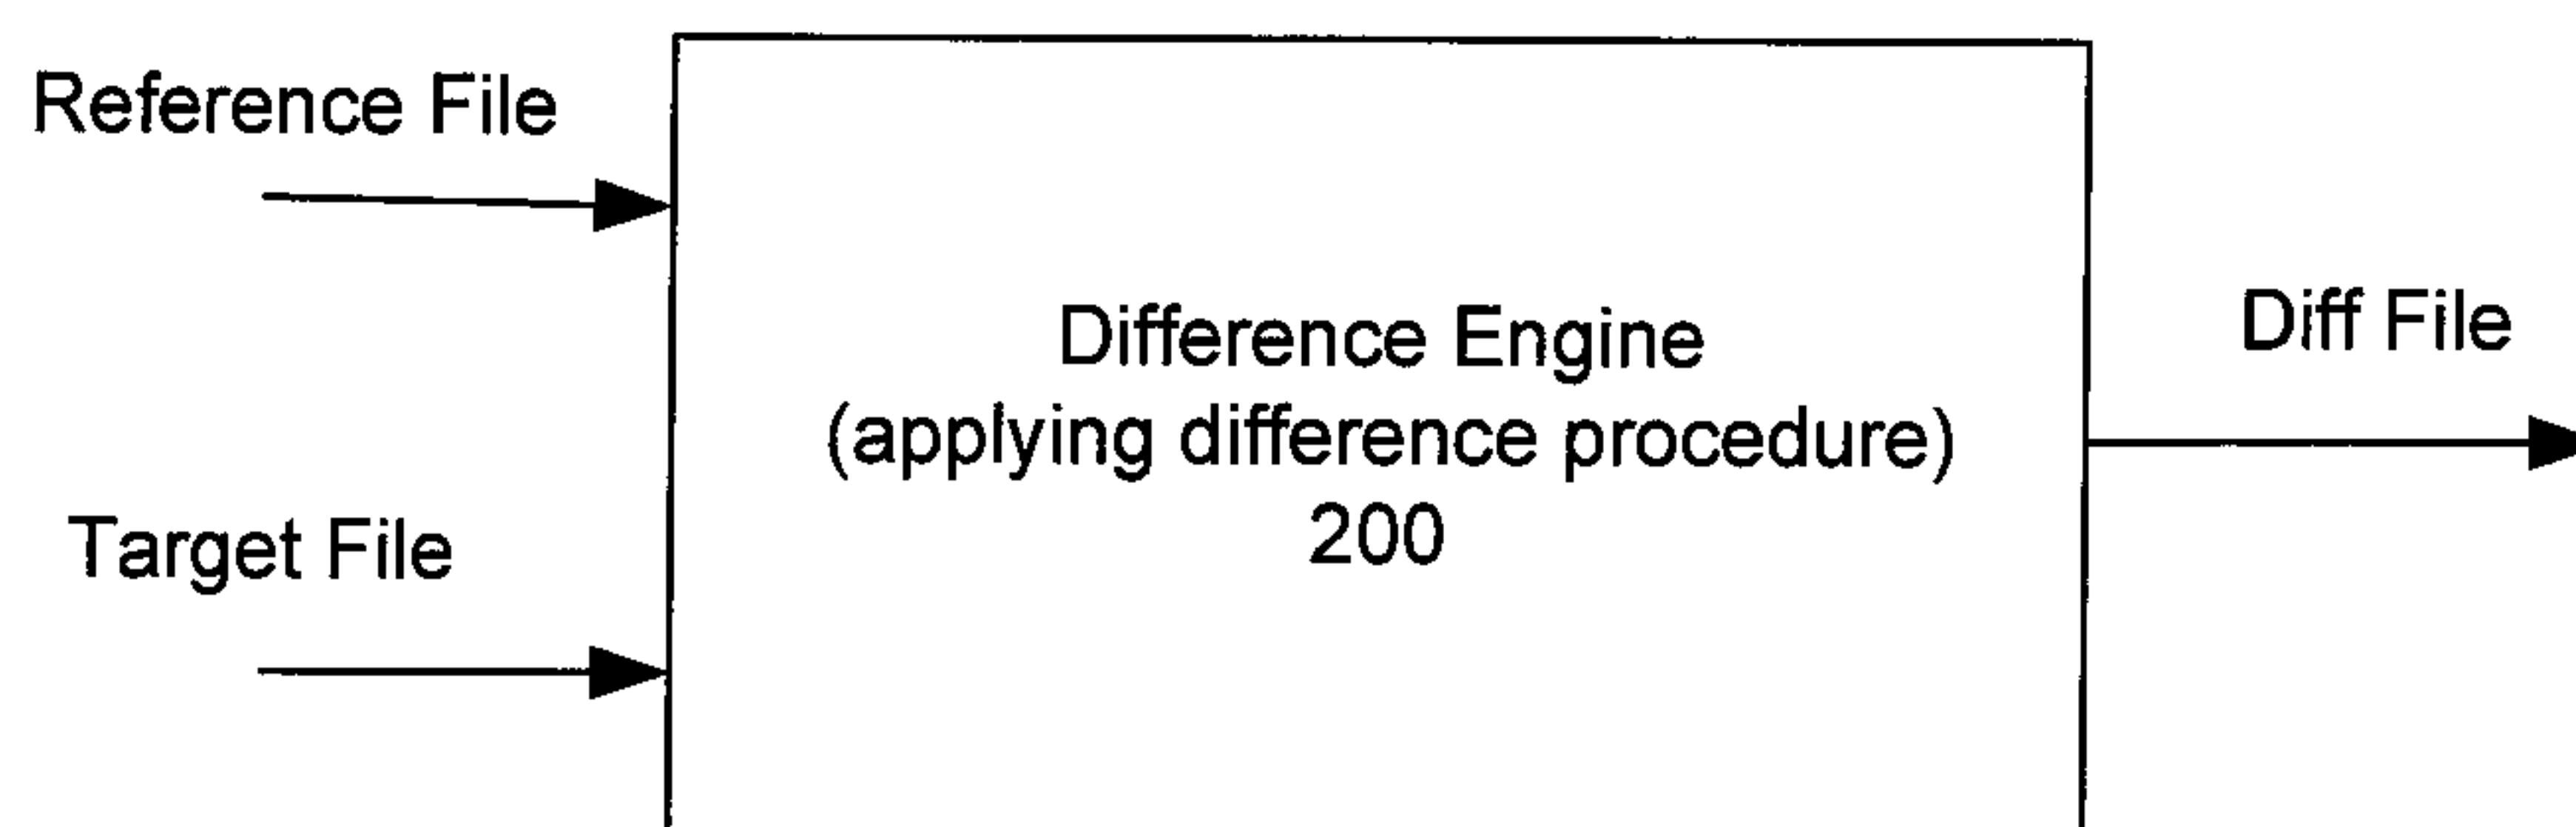 Reference File
Target File
Difference Engine
(applying difference procedure)
200
Diff File